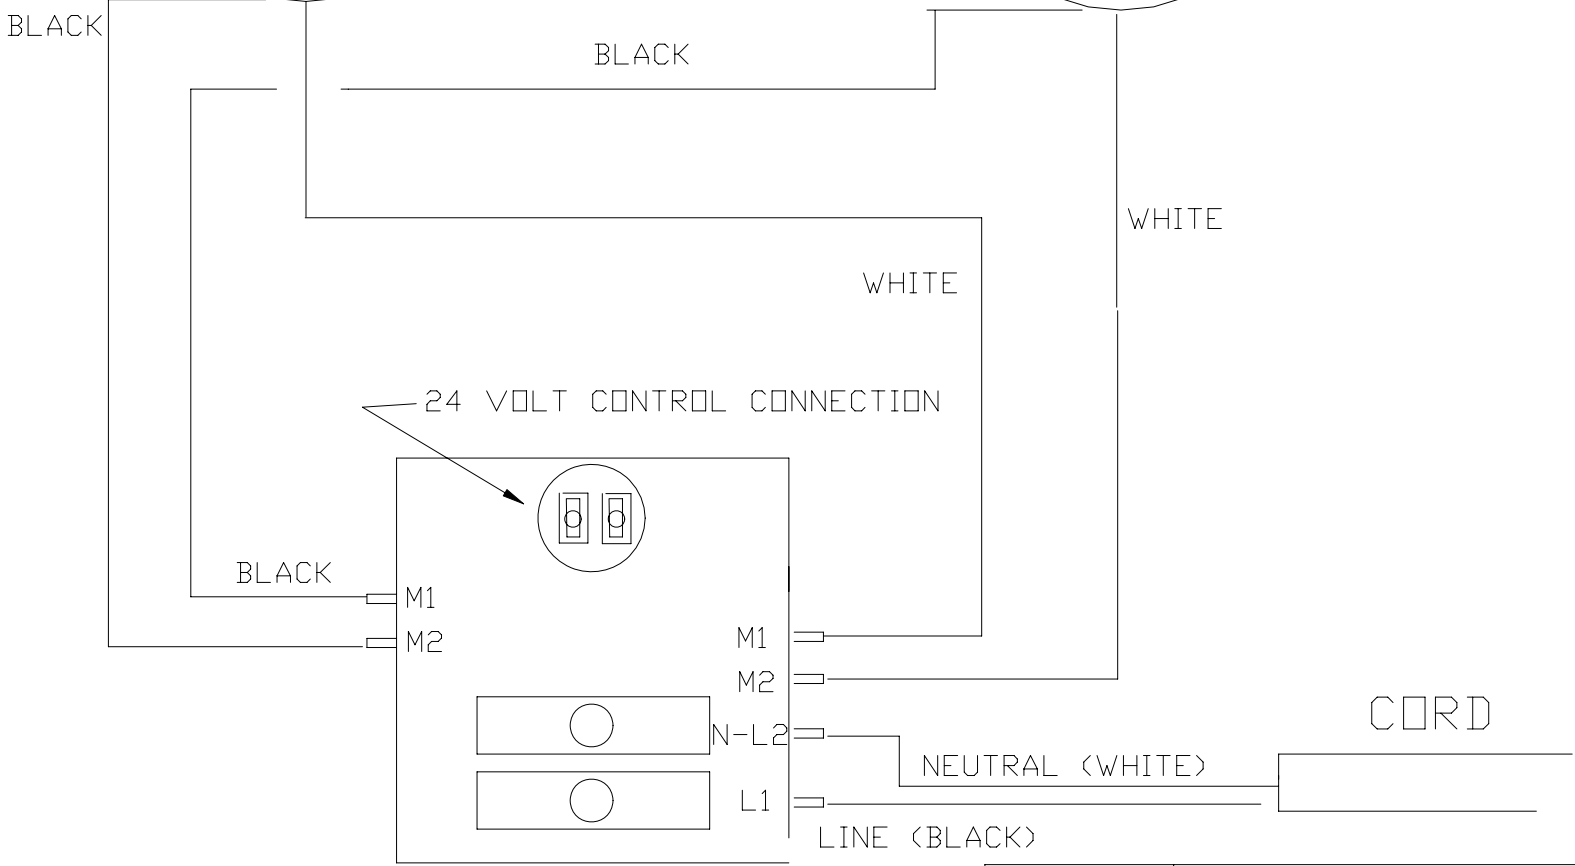 BLACK
BLACK
WHITE
WHITE
24 VOLT CONTROL CONNECTION
BLACK
M1
M2
M1
M2
CORD
N-L2
NEUTRAL (WHITE)
L1
LINE (BLACK)